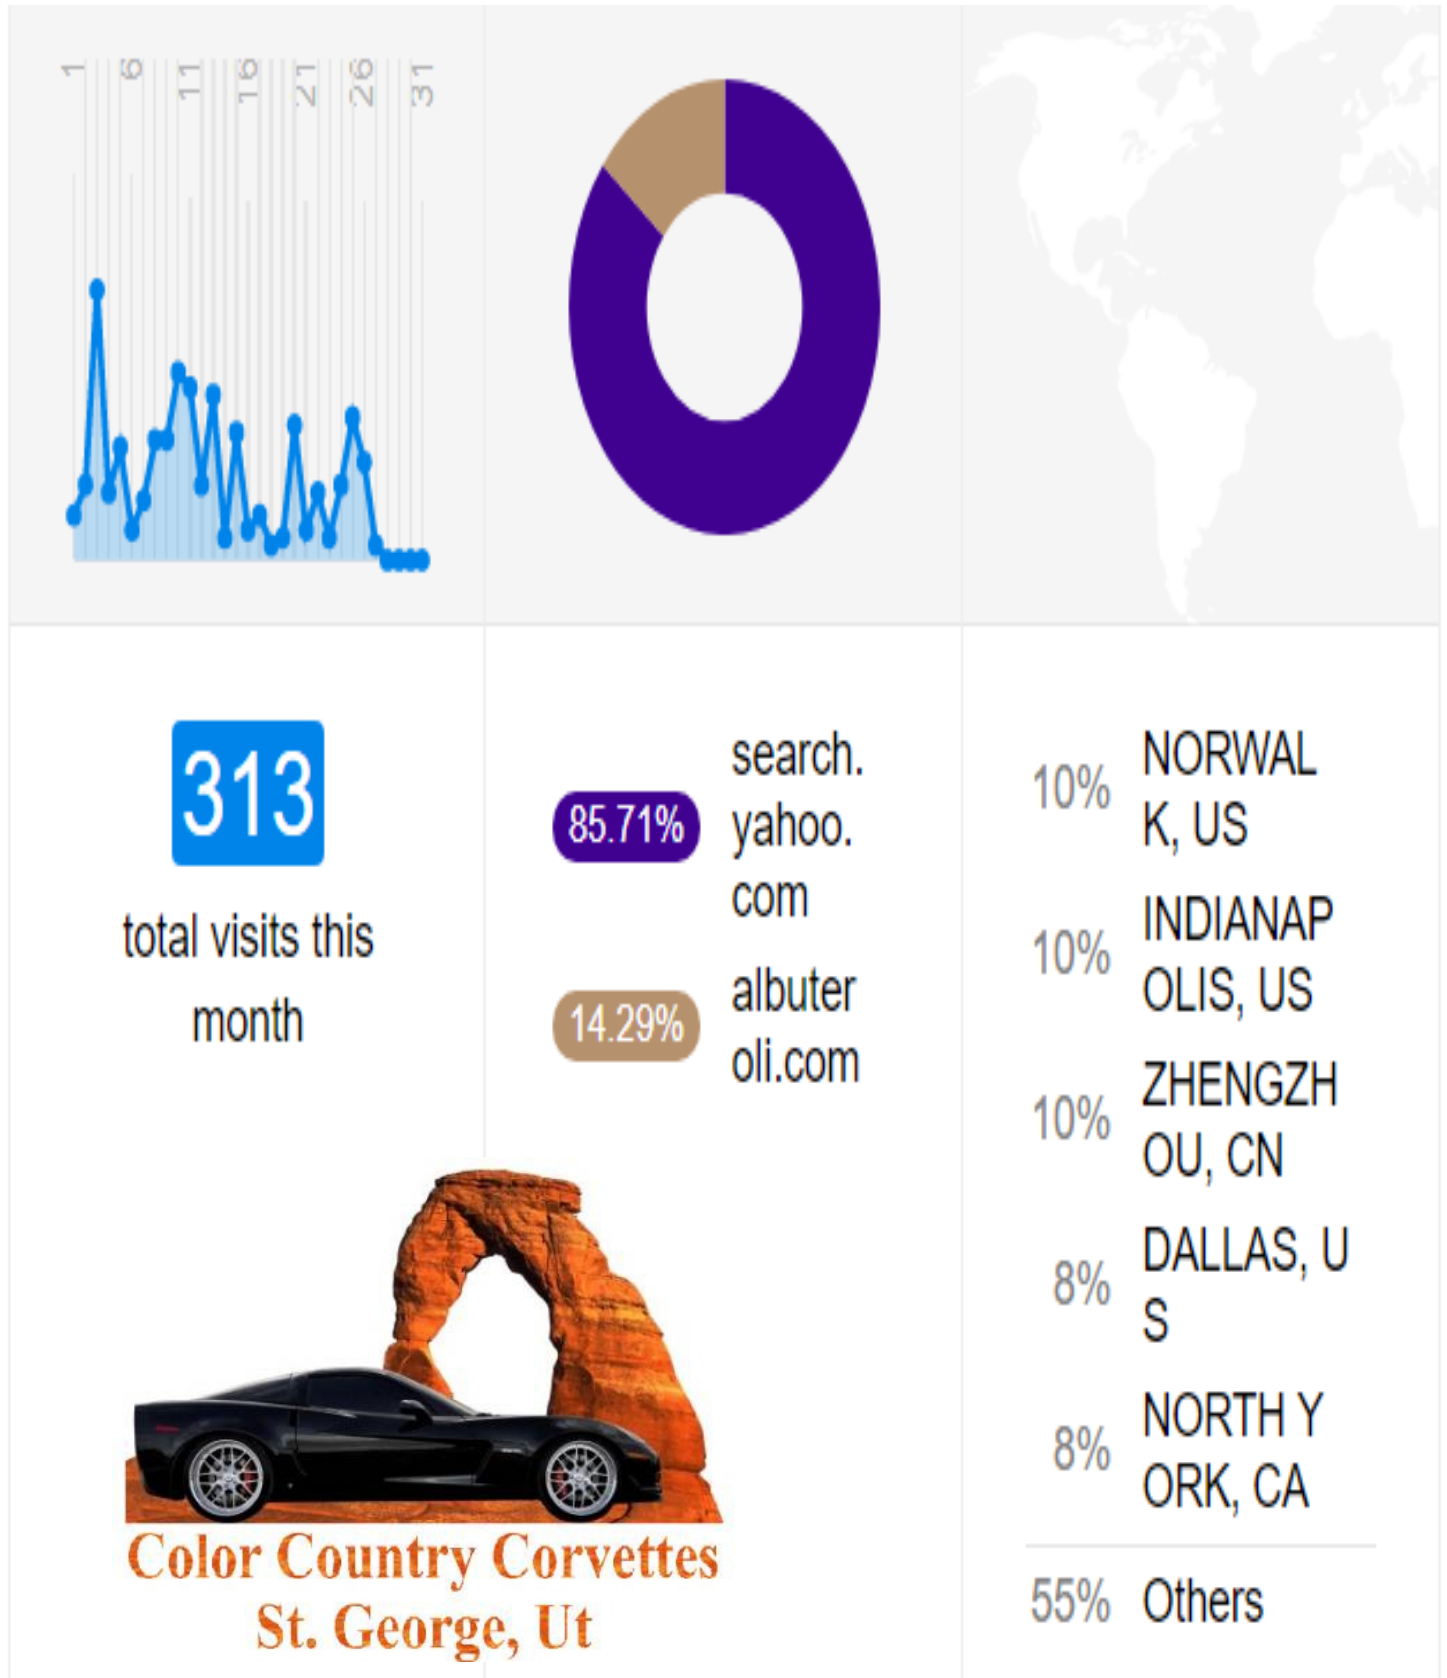 1 6 11 16 21 26 31
313
total visits this
month
85.71%
search.
yahoo.
com
14.29%
albuter
oli.com
10%
NORWAL
K, US
10%
INDIANAP
OLIS, US
10%
ZHENGZH
OU, CN
8%
DALLAS, U
S
8%
NORTH Y
ORK, CA
55% Others
Color Country Corvettes
St. George, Ut